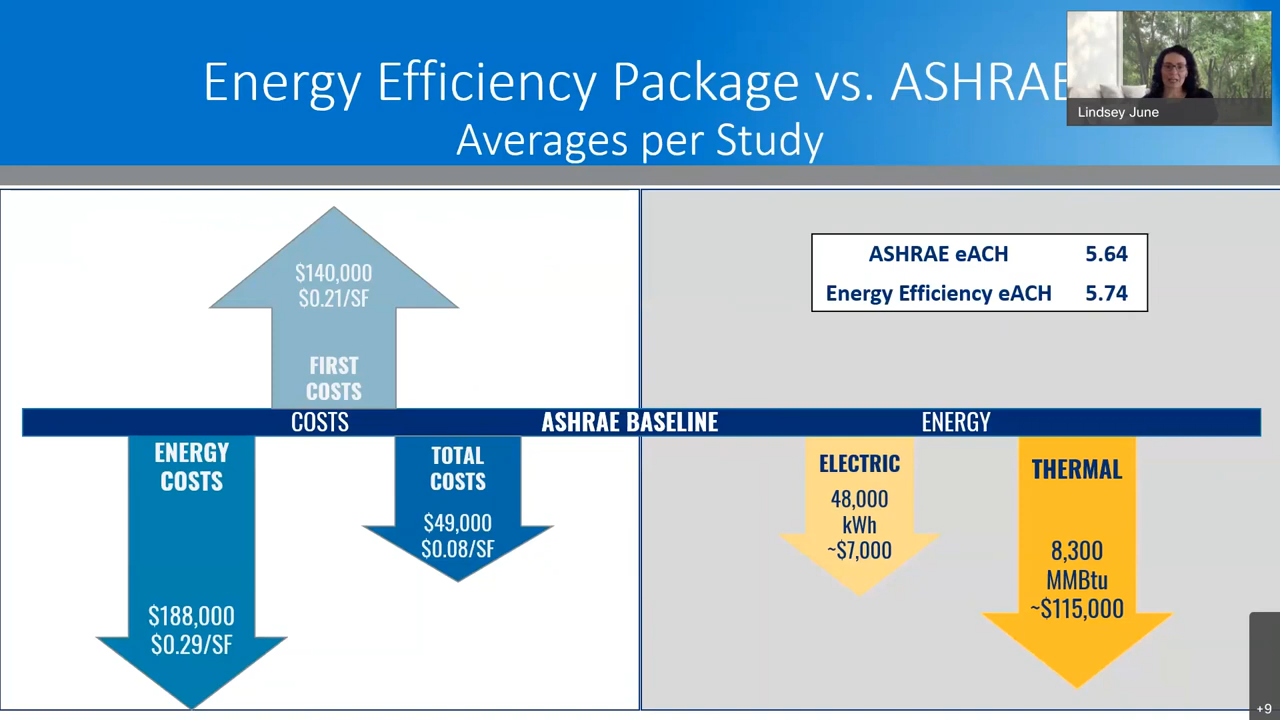 Energy Efficiency Package vs. ASHRAE
Averages per Study
Lindsey June
$140,000
$0.21/SF
FIRST
COSTS
ASHRAE eACH 5.64
Energy Efficiency eACH 5.74
COSTS
ASHRAE BASELINE
ENERGY
ENERGY
COSTS
$188,000
$0.29/SF
TOTAL
COSTS
$49,000
$0.08/SF
ELECTRIC
48,000
kWh
~$7,000
THERMAL
8,300
MMBtu
~$115,000
+9